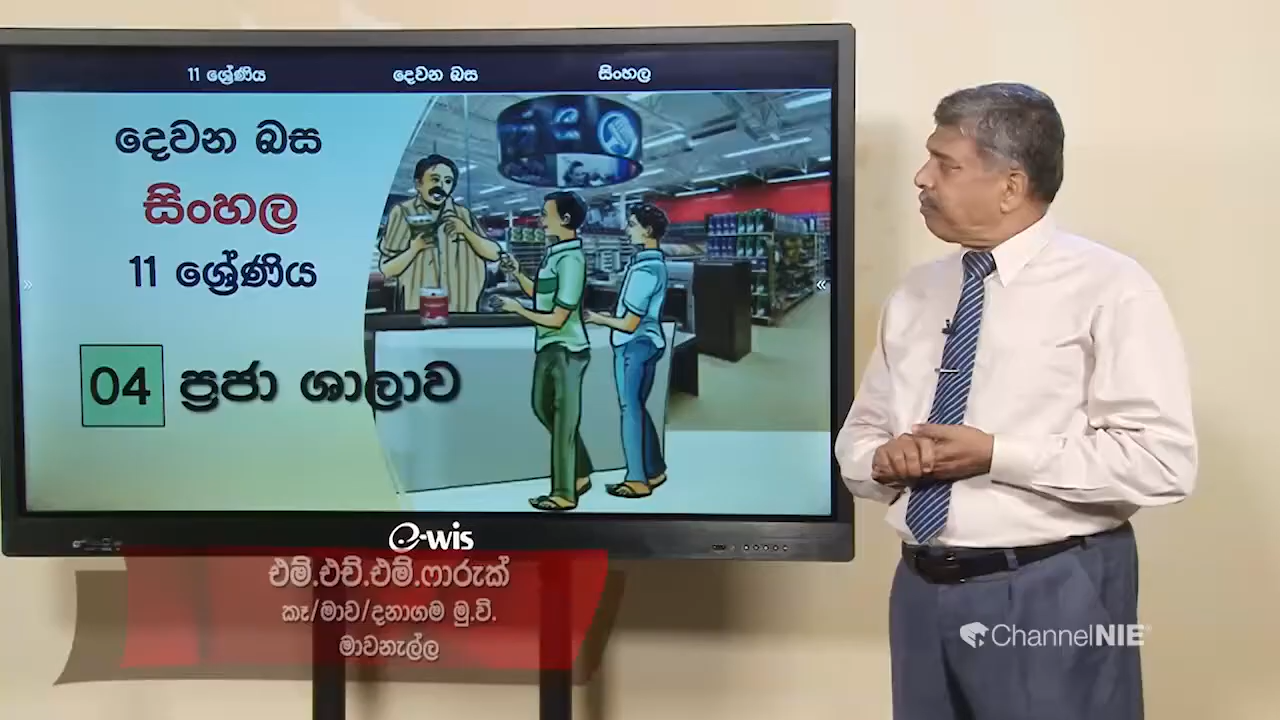 11 ශ්‍රේණිය
දෙවන බස
සිංහල
දෙවන බස
සිංහල
11 ශ්‍රේණිය
04 ප්‍රජා ශාලාව
e-wis
එම්.එච්.එම්.ෆාරුක්
කෑ/මාව/දනාගම මු.වි.
මාවනැල්ල
ChannelNIE